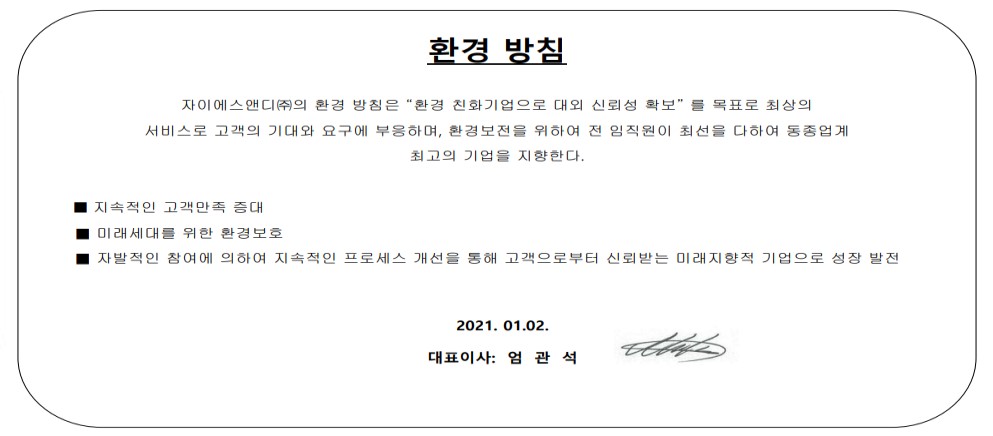 환경 방침
자이에스앤디㈜의 환경 방침은 “환경 친화기업으로 대외 신뢰성 확보” 를 목표로 최상의
서비스로 고객의 기대와 요구에 부응하며, 환경보전을 위하여 전 임직원이 최선을 다하여 동종업계
최고의 기업을 지향한다.
■ 지속적인 고객만족 증대
■ 미래세대를 위한 환경보호
■ 자발적인 참여에 의하여 지속적인 프로세스 개선을 통해 고객으로부터 신뢰받는 미래지향적 기업으로 성장 발전
2021. 01.02.
대표이사: 엄 관 석